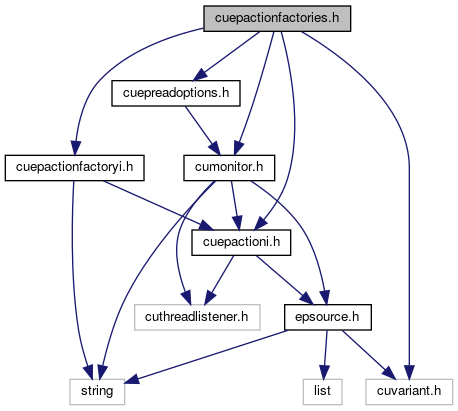 cuepactionfactories.h
cuepreadoptions.h
cuepactionfactoryi.h
cumonitor.h
cuepactioni.h
cuthreadlistener.h
epsource.h
string
list
cuvariant.h